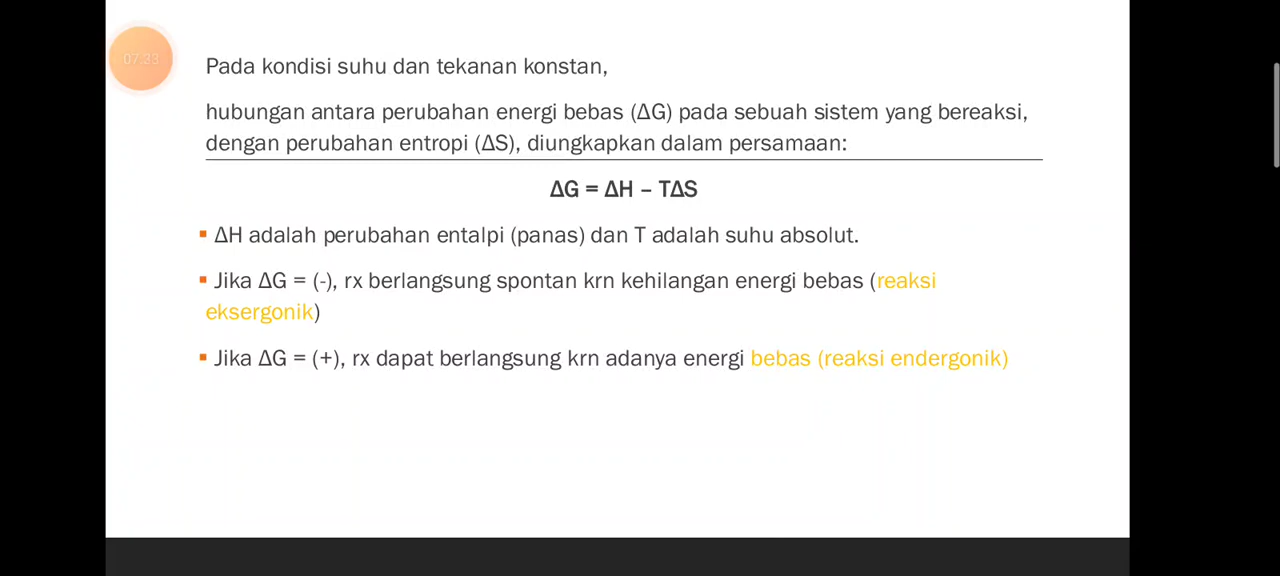 07:38
Pada kondisi suhu dan tekanan konstan,
hubungan antara perubahan energi bebas (ΔG) pada sebuah sistem yang bereaksi,
dengan perubahan entropi (ΔS), diungkapkan dalam persamaan:
ΔG = ΔH – TΔS
▪ ΔH adalah perubahan entalpi (panas) dan T adalah suhu absolut.
▪ Jika ΔG = (-), rx berlangsung spontan krn kehilangan energi bebas (reaksi
eksergonik)
▪ Jika ΔG = (+), rx dapat berlangsung krn adanya energi bebas (reaksi endergonik)